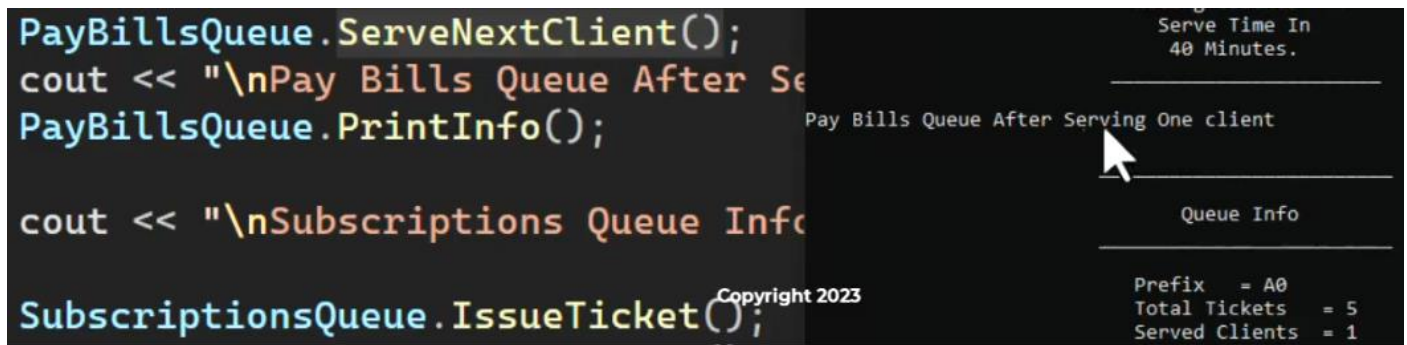 PayBillsQueue.ServeNextClient();
cout << "\nPay Bills Queue After Se
PayBillsQueue.PrintInfo();
cout << "\nSubscriptions Queue Info
SubscriptionsQueue.IssueTicket();
Serve Time In
40 Minutes.
Pay Bills Queue After Serving One client
Queue Info
Prefix = A0
Total Tickets = 5
Served Clients = 1
Copyright 2023